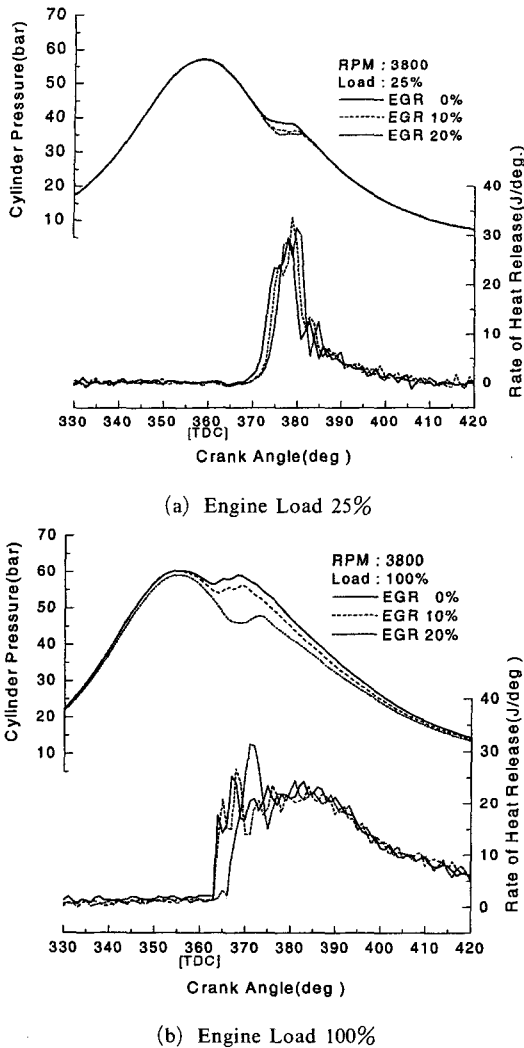 Cylinder Pressure(bar)
70
60
50
40
30
20
10
RPM : 3800
Load : 25%
EGR 0%
EGR 10%
EGR 20%
Rate of Heat Release(J/deg.)
40
30
20
10
0
330 340 350 360 370 380 390 400 410 420
[TDC]
Crank Angle(deg )
(a) Engine Load 25%
Cylinder Pressure(bar)
70
60
50
40
30
20
10
RPM : 3800
Load : 100%
EGR 0%
EGR 10%
EGR 20%
Rate of Heat Release(J/deg)
40
30
20
10
0
330 340 350 360 370 380 390 400 410 420
[TDC]
Crank Angle(deg )
(b) Engine Load 100%